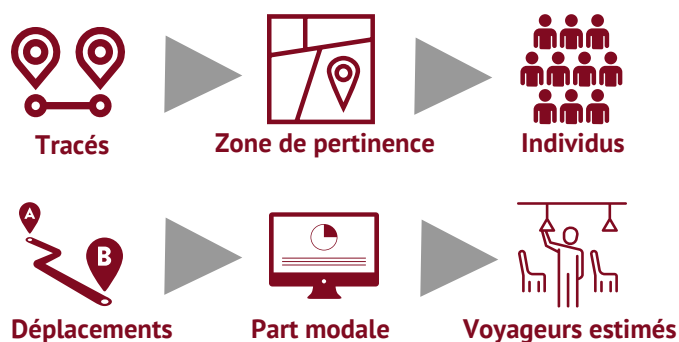 Tracés
Zone de pertinence
Individus
A
B
Déplacements
Part modale
Voyageurs estimés